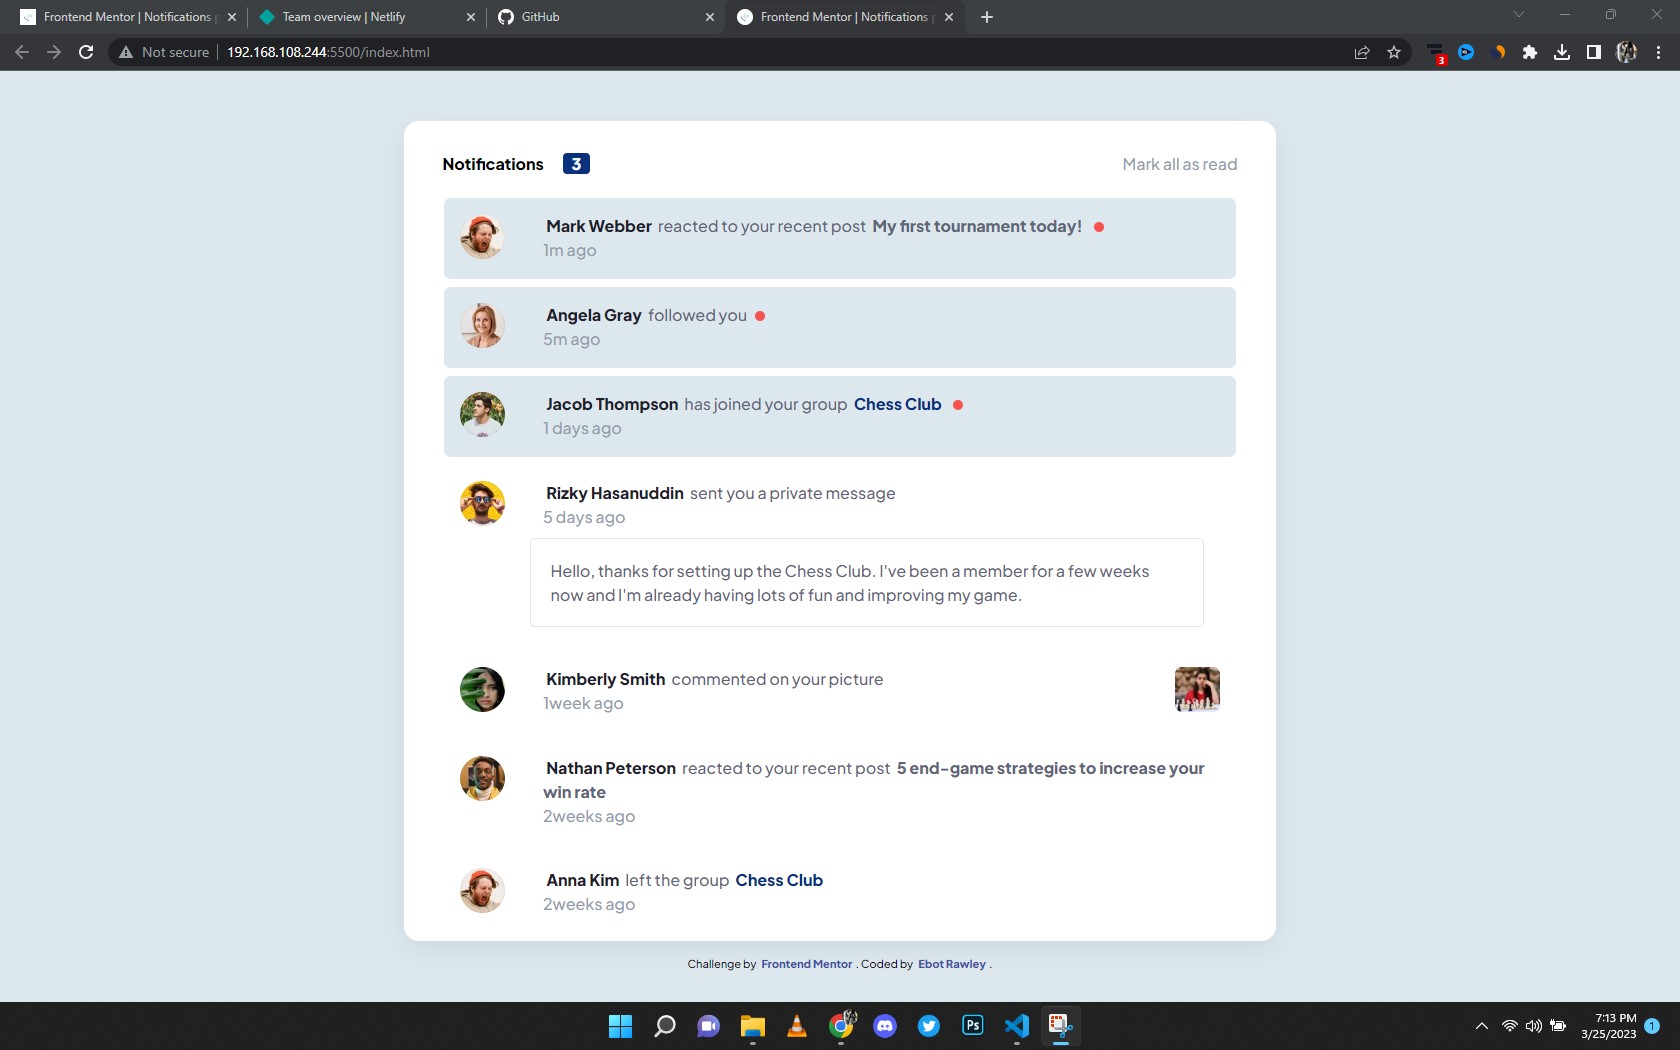 Frontend Mentor | Notifications p
Team overview | Netlify
GitHub
Frontend Mentor | Notifications p
Not secure
192.168.108.244:5500/index.html
3
Notifications
3
Mark all as read
Mark Webber reacted to your recent post My first tournament today!
1m ago
Angela Gray followed you
5m ago
Jacob Thompson has joined your group Chess Club
1 days ago
Rizky Hasanuddin sent you a private message
5 days ago
Hello, thanks for setting up the Chess Club. I've been a member for a few weeks
now and I'm already having lots of fun and improving my game.
Kimberly Smith commented on your picture
1week ago
Nathan Peterson reacted to your recent post 5 end-game strategies to increase your
win rate
2weeks ago
Anna Kim left the group Chess Club
2weeks ago
Challenge by Frontend Mentor . Coded by Ebot Rawley .
Ps
7:13 PM
3/25/2023
1